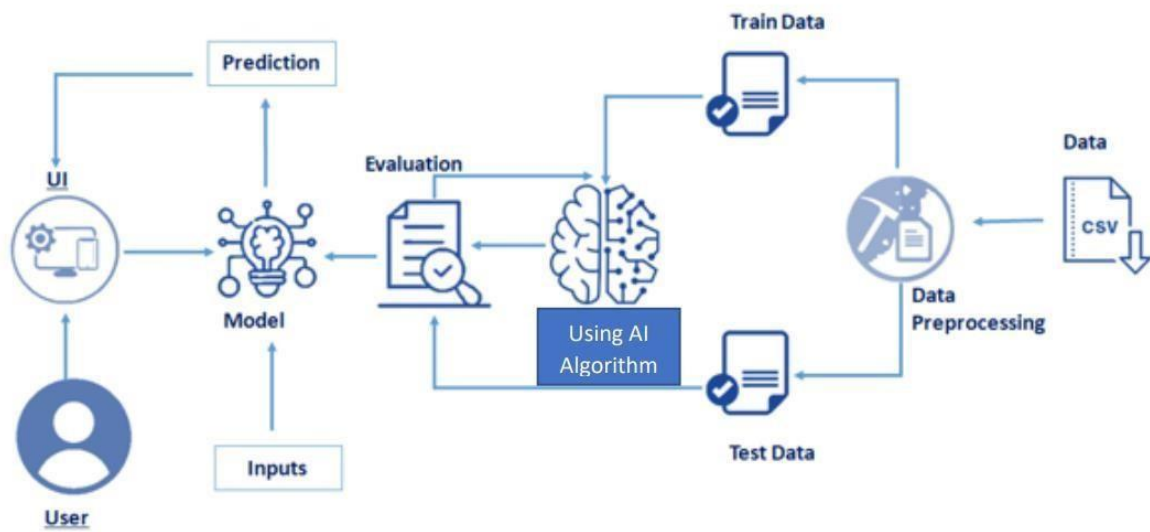 Train Data
Prediction
Data
Evaluation
UI
CSV
Model
Data
Preprocessing
Using AI
Algorithm
Inputs
Test Data
User